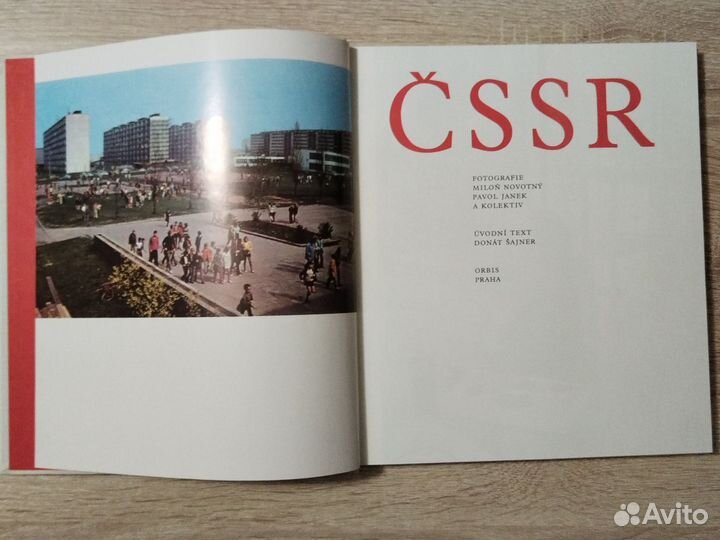 ČSSR
FOTOGRAFIE
MILOŇ NOVOTNÝ
PAVOL JANEK
A KOLEKTIV
ÚVODNÍ TEXT
DONÁT ŠAJNER
ORBIS
PRAHA
Avito